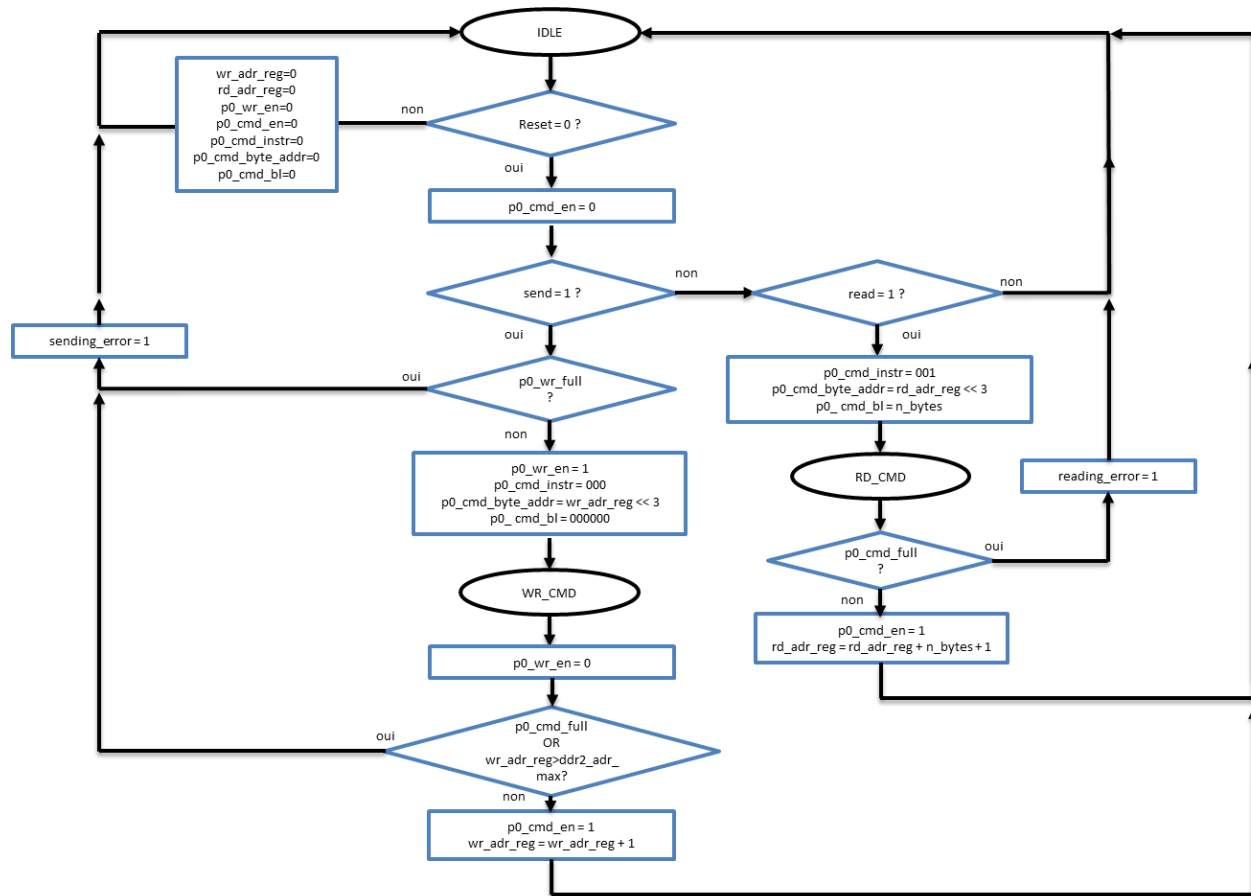 IDLE
wr_adr_reg=0
rd_adr_reg=0
p0_wr_en=0
p0_cmd_en=0
p0_cmd_instr=0
p0_cmd_byte_addr=0
p0_cmd_bl=0
non
Reset = 0 ?
oui
p0_cmd_en = 0
send = 1 ?
non
read = 1 ?
non
oui
oui
sending_error = 1
oui
p0_wr_full
?
p0_cmd_instr = 001
p0_cmd_byte_addr = rd_adr_reg << 3
p0_ cmd_bl = n_bytes
non
p0_wr_en = 1
p0_cmd_instr = 000
p0_cmd_byte_addr = wr_adr_reg << 3
p0_ cmd_bl = 000000
RD_CMD
reading_error = 1
p0_cmd_full
?
oui
non
WR_CMD
p0_cmd_en = 1
rd_adr_reg = rd_adr_reg + n_bytes + 1
p0_wr_en = 0
oui
p0_cmd_full
OR
wr_adr_reg>ddr2_adr_
max?
non
p0_cmd_en = 1
wr_adr_reg = wr_adr_reg + 1